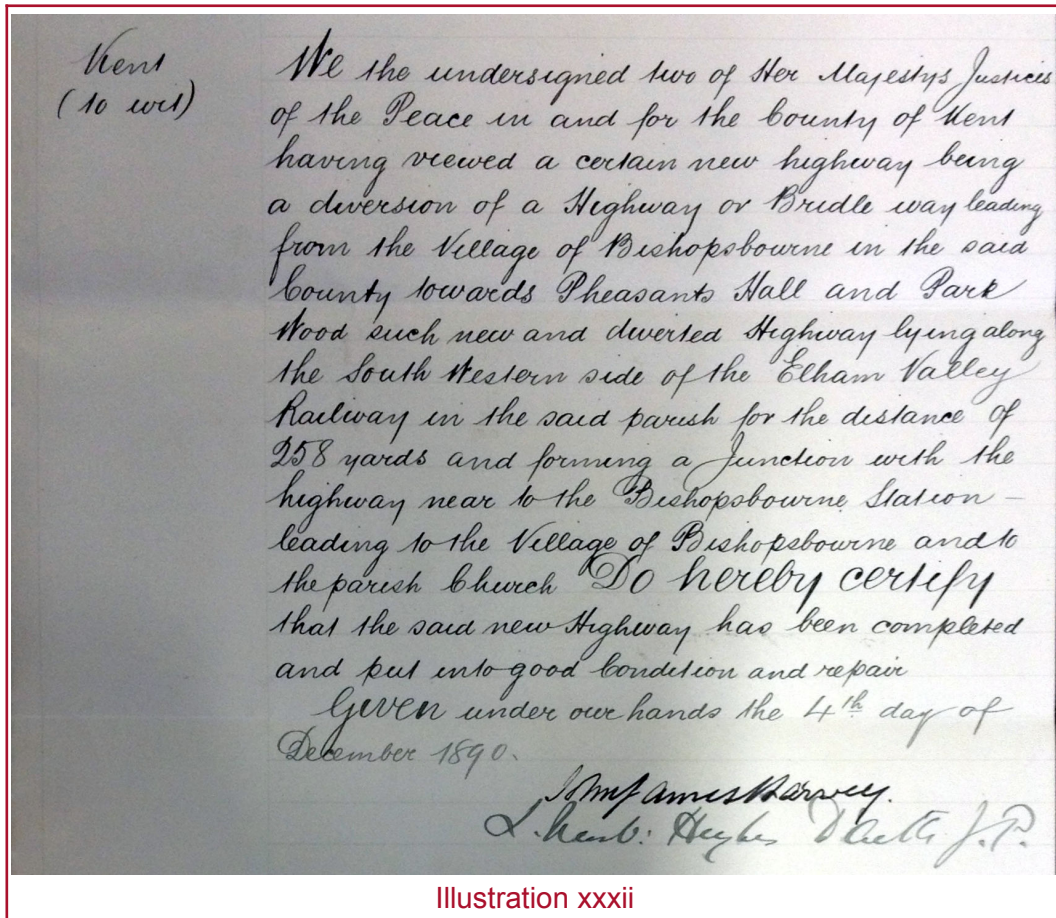 Kent
(to wit)
We the undersigned two of Her Majestys Justices
of the Peace in and for the County of Kent
having viewed a certain new highway being
a diversion of a Highway or Bridle way leading
from the Village of Bishopsbourne in the said
County towards Pheasants Hall and Park
Wood such new and diverted Highway lying along
the South Western side of the Elham Valley
Railway in the said parish for the distance of
258 yards and forming a Junction with the
highway near to the Bishopsbourne Station –
leading to the Village of Bishopsbourne and to
the parish Church Do hereby certify
that the said new Highway has been completed
and put into good Condition and repair
Given under our hands the 4th day of
December 1890.
John James Harvey.
Hughes J.P.
Illustration xxxii